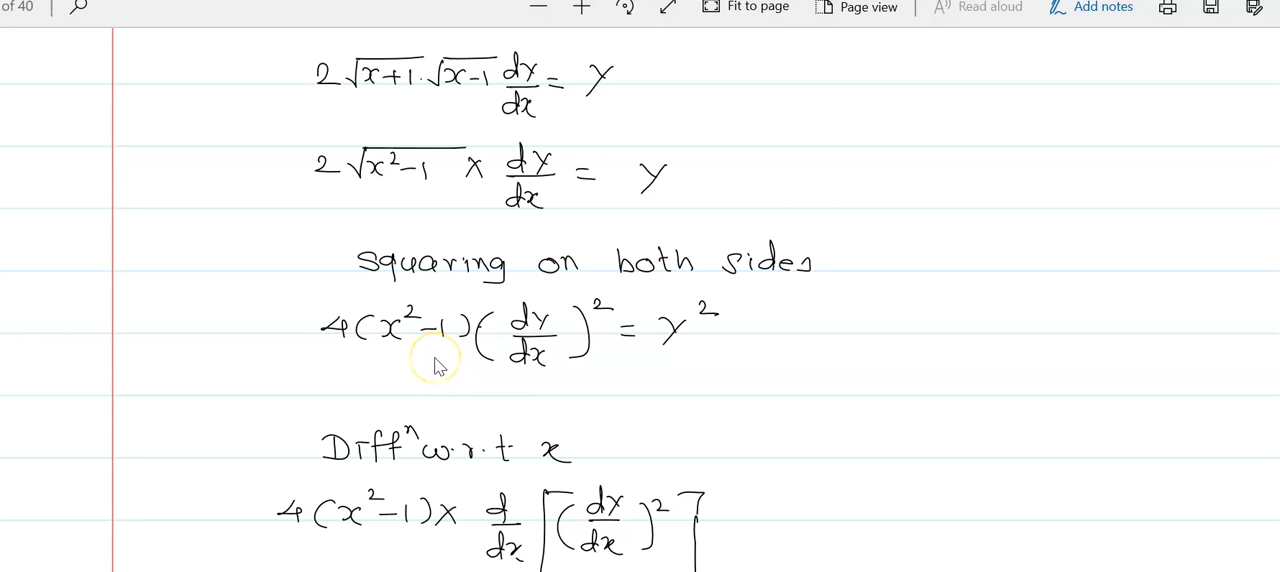 of 40 Fit to page Page view Read aloud Add notes
2√x+1·√x-1 dy/dx = y
2√x²-1 × dy/dx = y
squaring on both sides
4(x²-1)(dy/dx)² = y²
Diffⁿ w.r.t x
4(x²-1)× d/dx[(dy/dx)²]